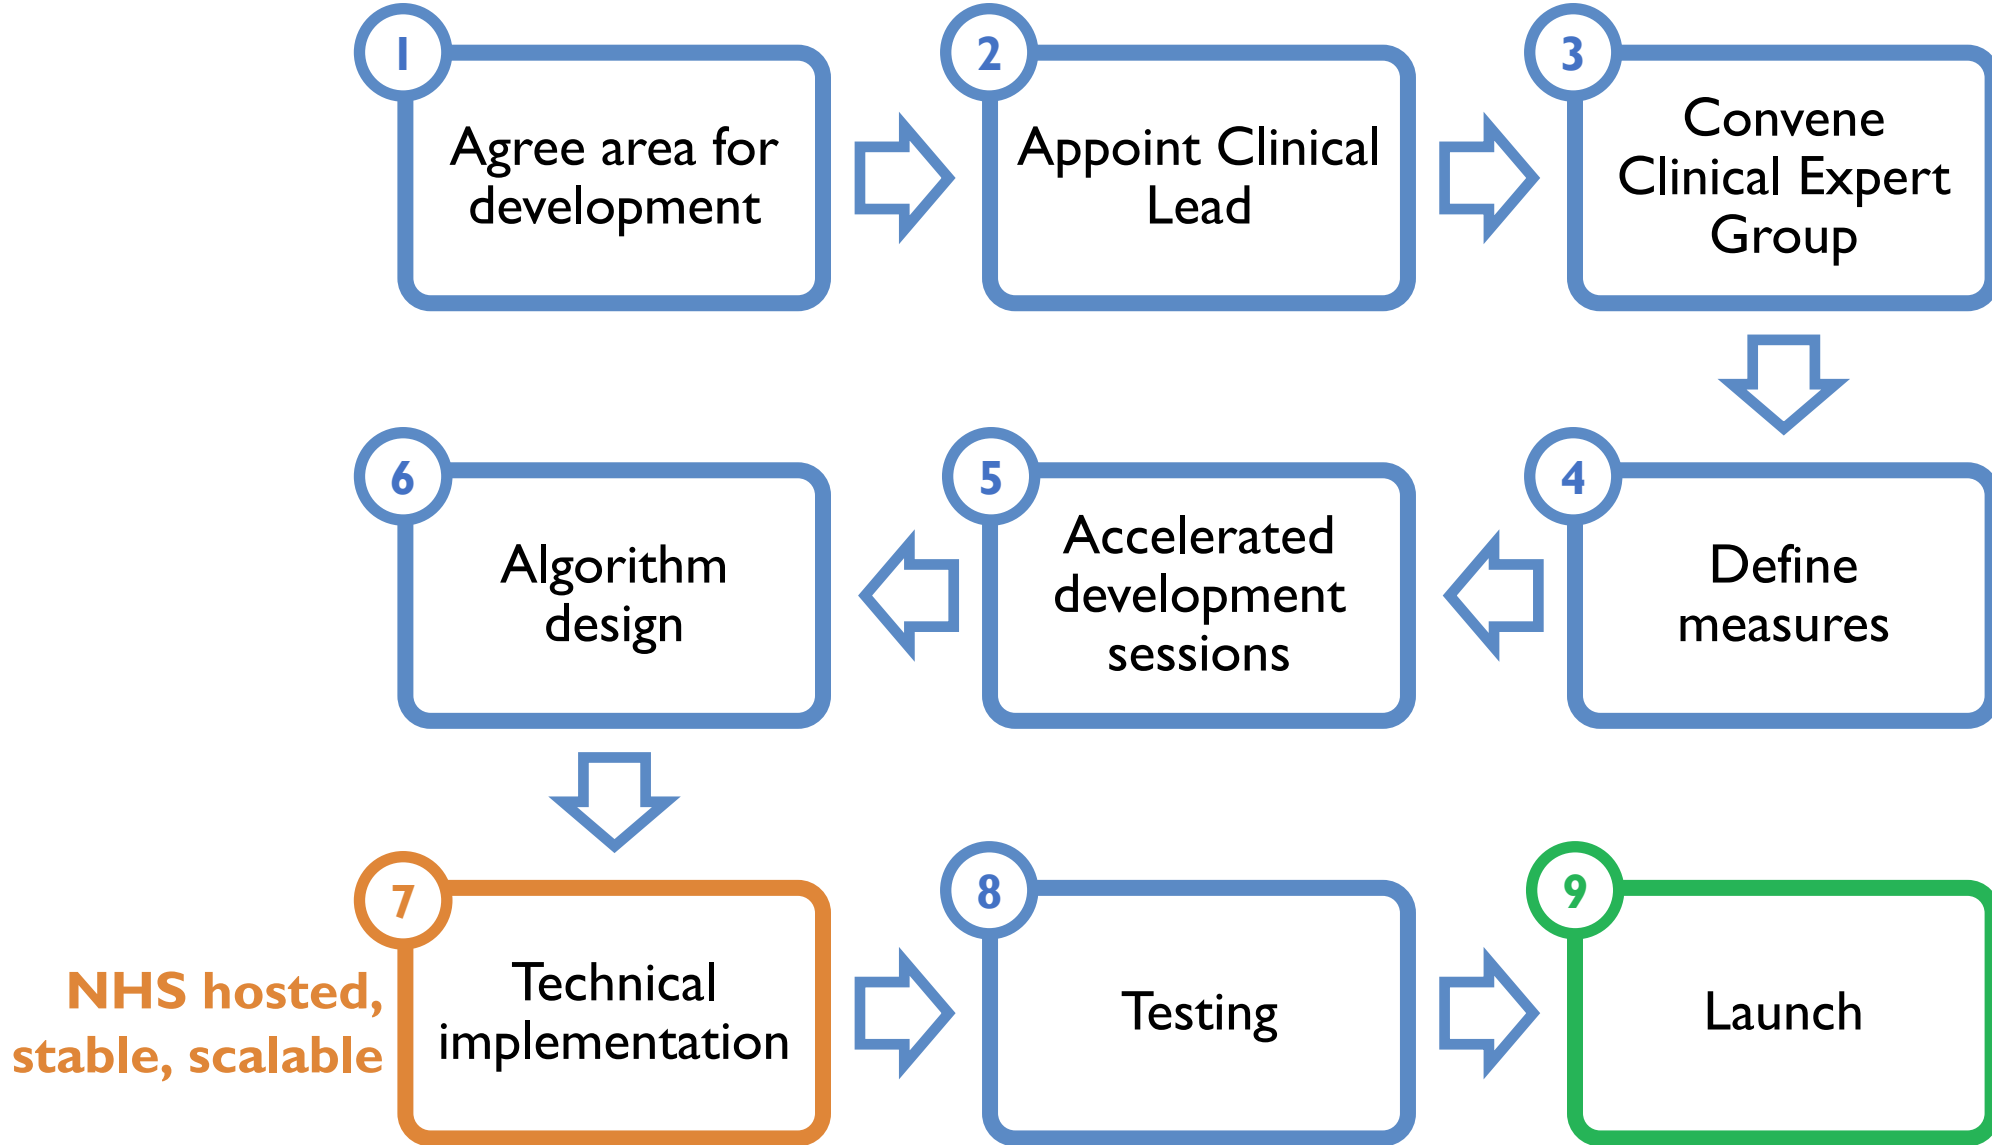 1
Agree area for
development
2
Appoint Clinical
Lead
3
Convene
Clinical Expert
Group
4
Define
measures
5
Accelerated
development
sessions
6
Algorithm
design
7
Technical
implementation
NHS hosted,
stable, scalable
8
Testing
9
Launch